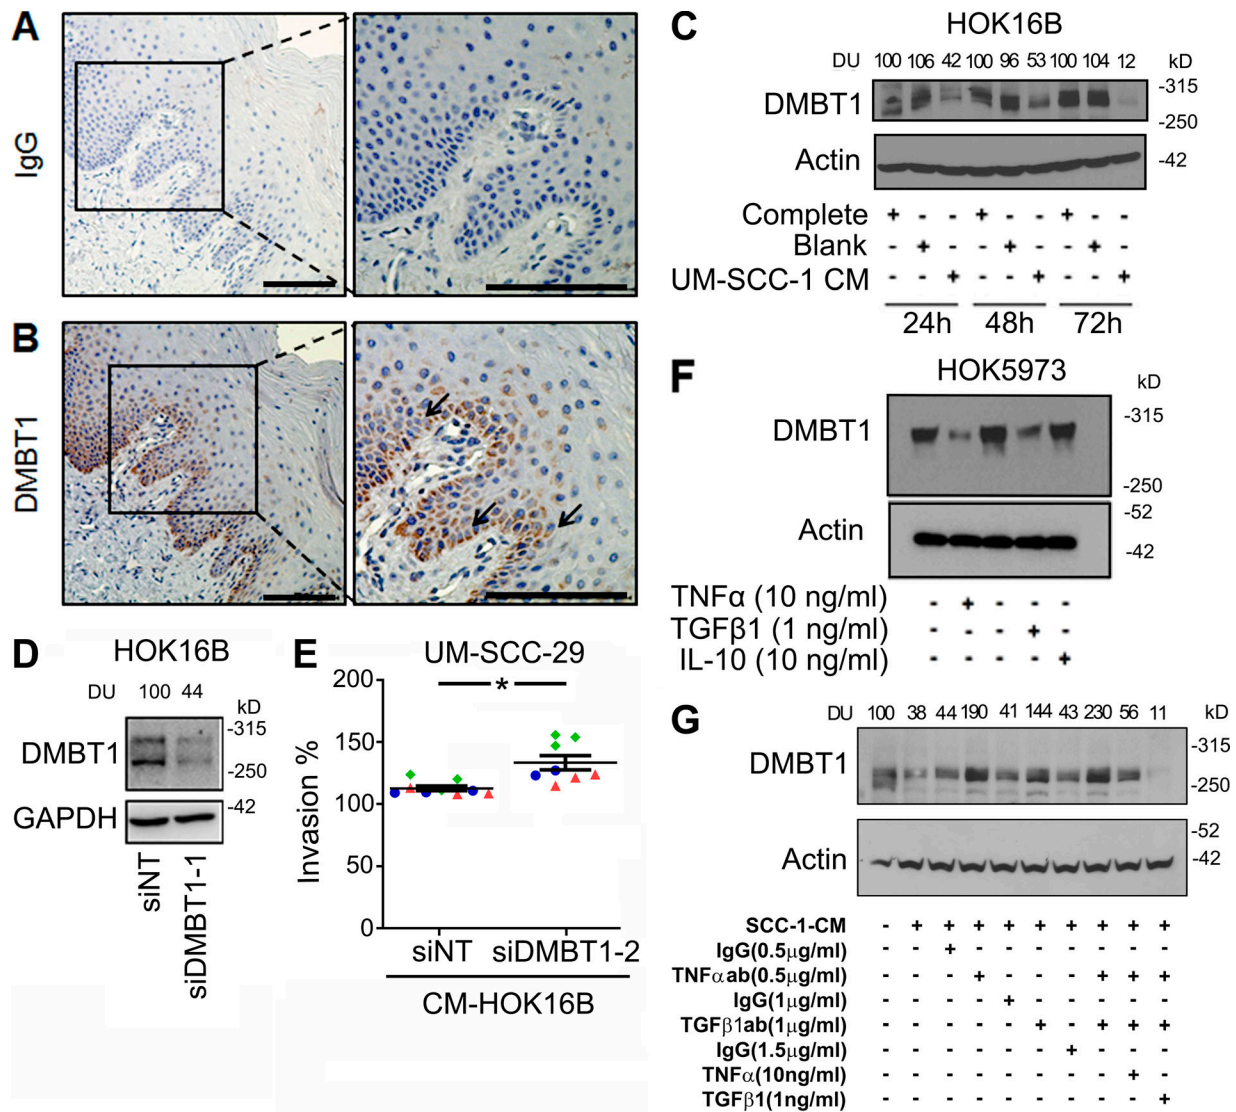 A
IgG
B
DMBT1
C
HOK16B
DU 100 106 42 100 96 53 100 104 12
kD
DMBT1
-315
-250
Actin
-42
Complete + - - + - - + - -
Blank - + - - + - - + -
UM-SCC-1 CM - - + - - + - - +
24h 48h 72h
D
HOK16B
DU 100 44
kD
DMBT1
-315
-250
GAPDH
-42
siNT
siDMBT1-1
E
UM-SCC-29
*
Invasion %
200
150
100
50
0
siNT siDMBT1-2
CM-HOK16B
F
HOK5973
kD
DMBT1
-315
-250
Actin
-52
-42
TNFα (10 ng/ml) - + - - -
TGFβ1 (1 ng/ml) - - - + -
IL-10 (10 ng/ml) - - - - +
G
DU 100 38 44 190 41 144 43 230 56 11 kD
DMBT1
-315
-250
Actin
-52
-42
SCC-1-CM - + + + + + + + + +
IgG(0.5µg/ml) - - + - - - - - - -
TNFαab(0.5µg/ml) - - - + - - - + + +
IgG(1µg/ml) - - - - + - - - - -
TGFβ1ab(1µg/ml) - - - - - + - + + +
IgG(1.5µg/ml) - - - - - - + - - -
TNFα(10ng/ml) - - - - - - - - + -
TGFβ1(1ng/ml) - - - - - - - - - +